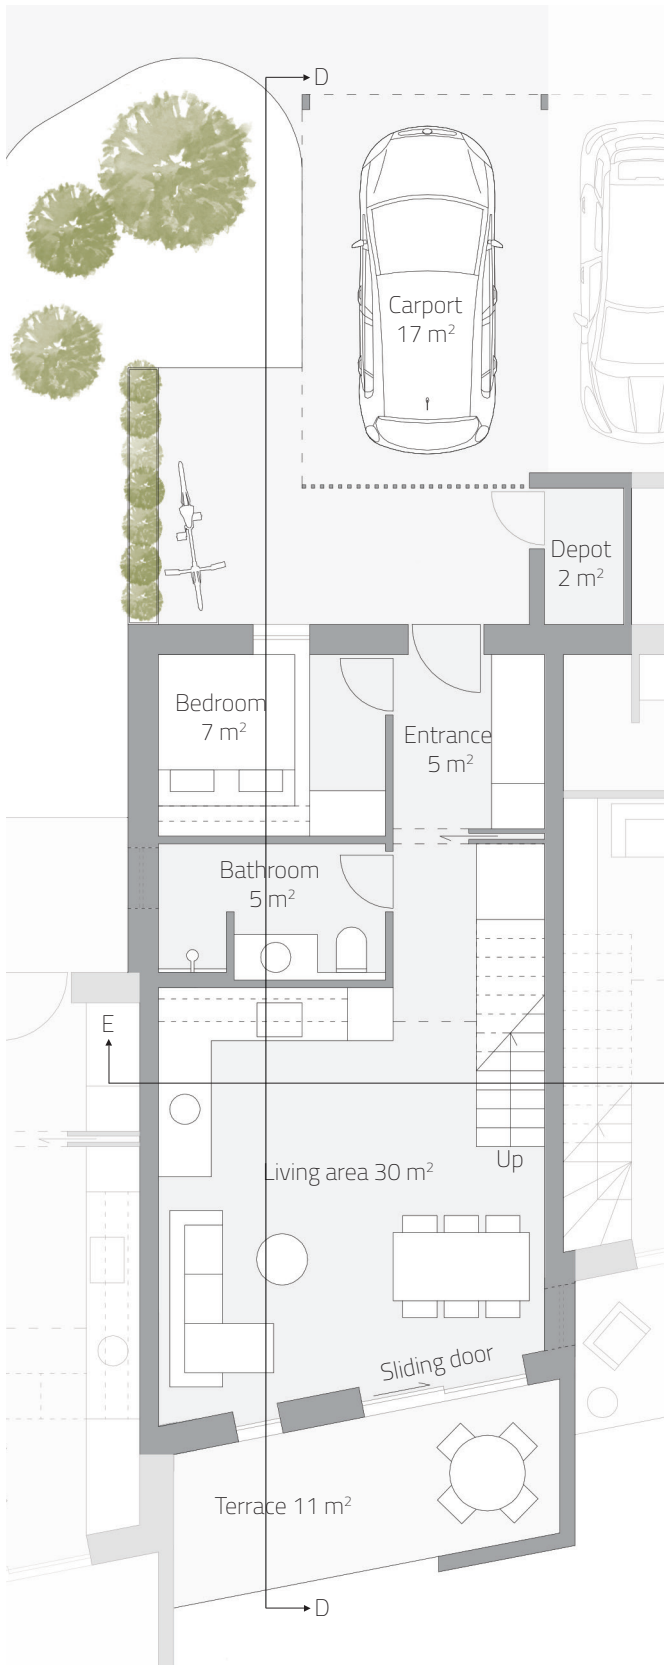 D
Carport
17 m²
Depot
2 m²
Bedroom
7 m²
Entrance
5 m²
Bathroom
5 m²
E
Living area 30 m²
Up
Sliding door
Terrace 11 m²
D